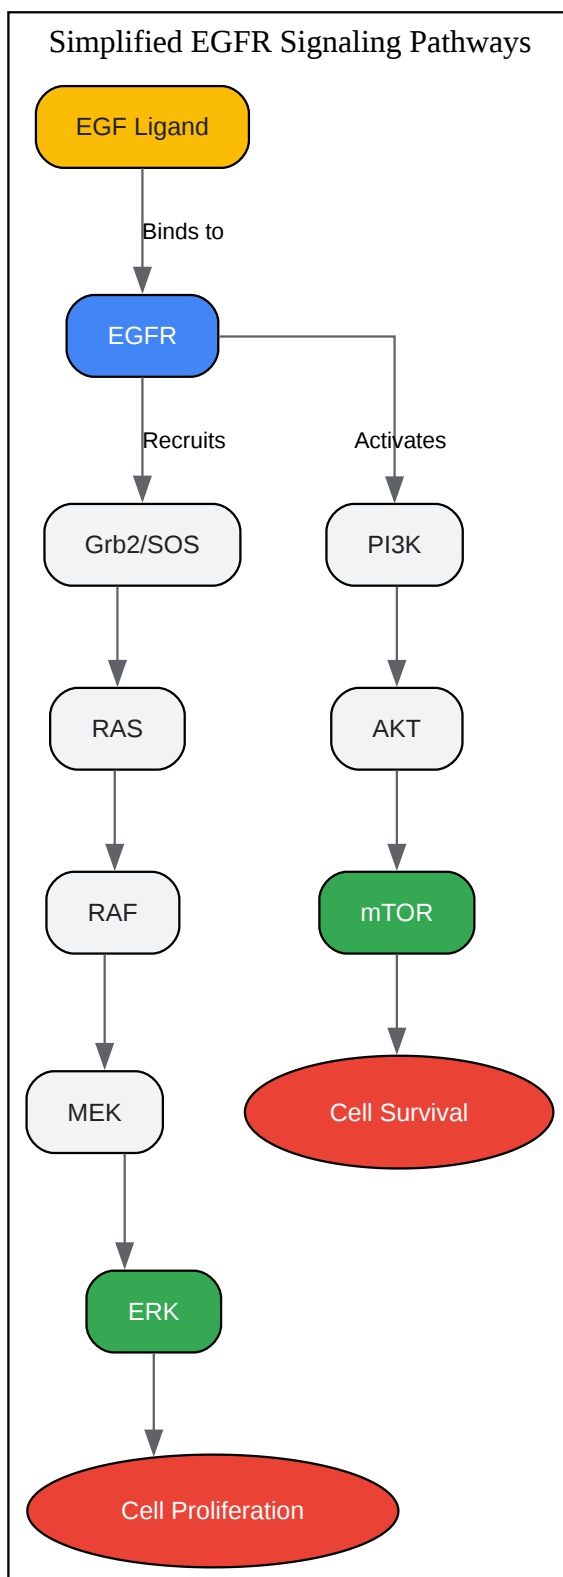 Simplified EGFR Signaling Pathways
EGF Ligand
Binds to
EGFR
Recruits
Activates
Grb2/SOS
PI3K
RAS
AKT
RAF
mTOR
MEK
Cell Survival
ERK
Cell Proliferation